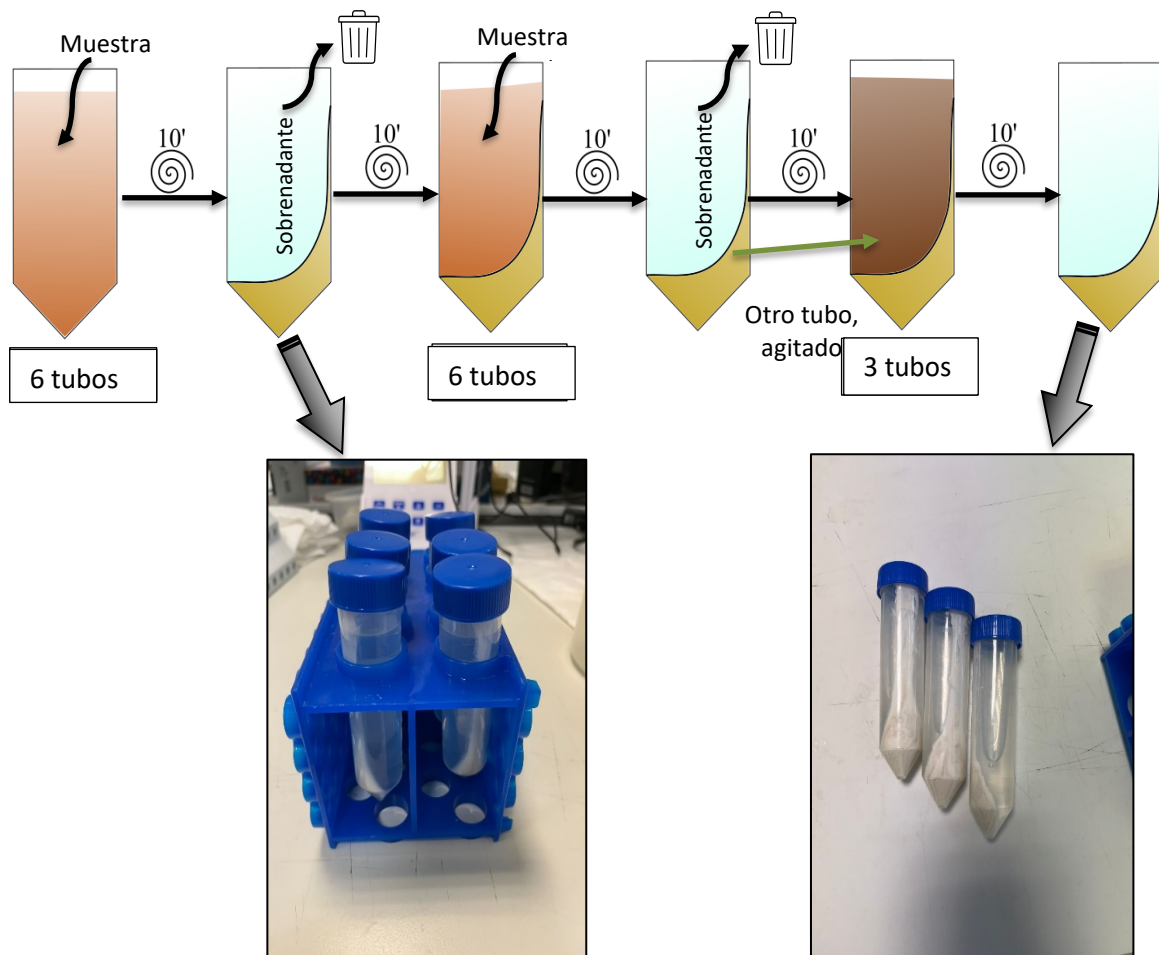 Muestra
10'
Sobrenadante
10'
Muestra
10'
Sobrenadante
10'
10'
Otro tubo,
agitado
6 tubos
6 tubos
3 tubos